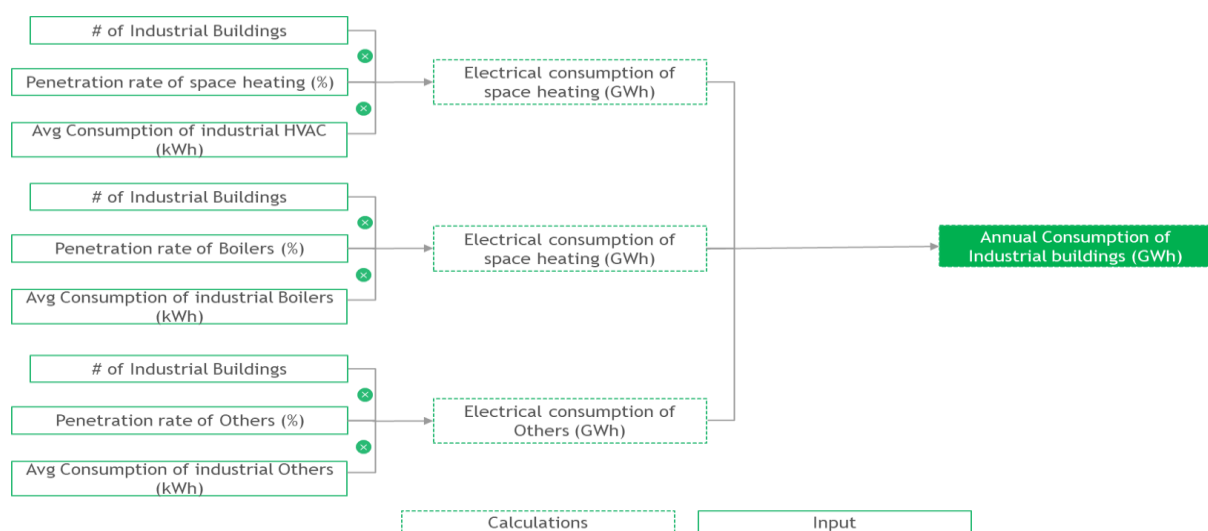 # of Industrial Buildings
Penetration rate of space heating (%)
Avg Consumption of industrial HVAC
(kWh)
Electrical consumption of
space heating (GWh)
# of Industrial Buildings
Penetration rate of Boilers (%)
Avg Consumption of industrial Boilers
(kWh)
Electrical consumption of
space heating (GWh)
# of Industrial Buildings
Penetration rate of Others (%)
Avg Consumption of industrial Others
(kWh)
Electrical consumption of
Others (GWh)
Annual Consumption of
Industrial buildings (GWh)
Calculations
Input